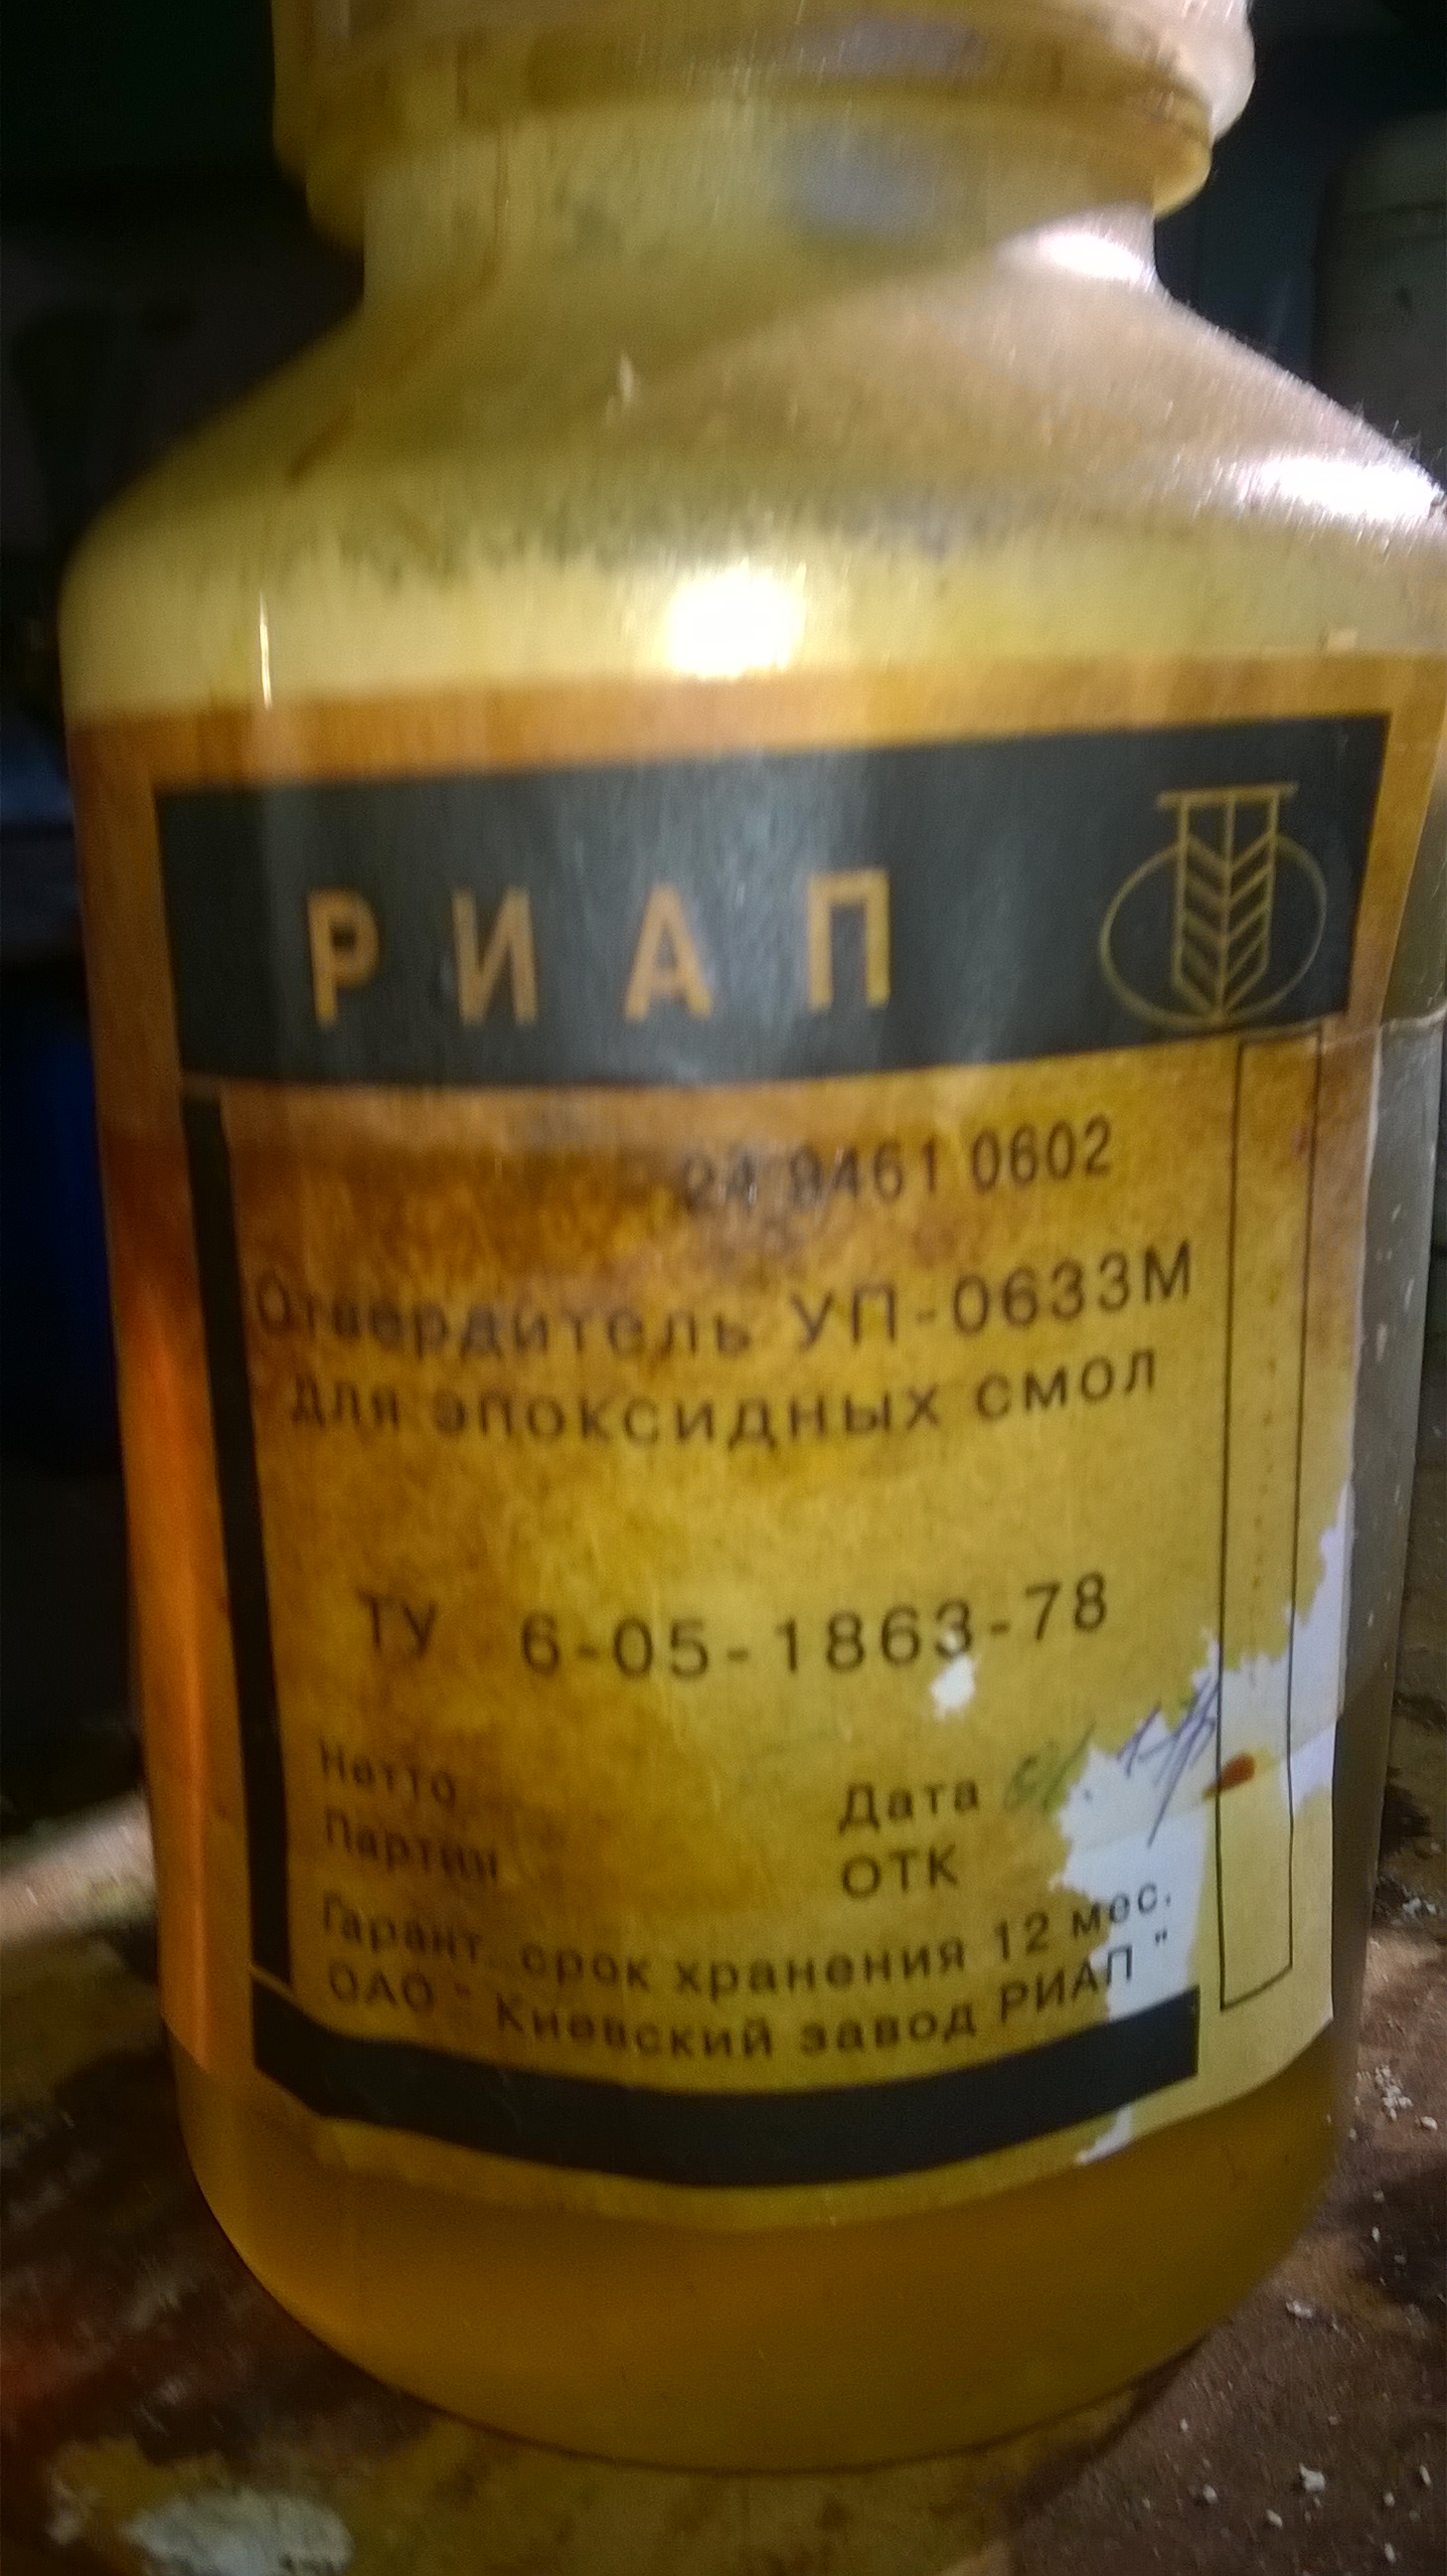 РИАП
24 9461 0602
Отвердитель УП-0633М
для эпоксидных смол
ТУ 6-05-1863-78
Нетто
Дата
Партии
ОТК
Гарант. срок хранения 12 мес.
ОАО " Киевский завод РИАП "